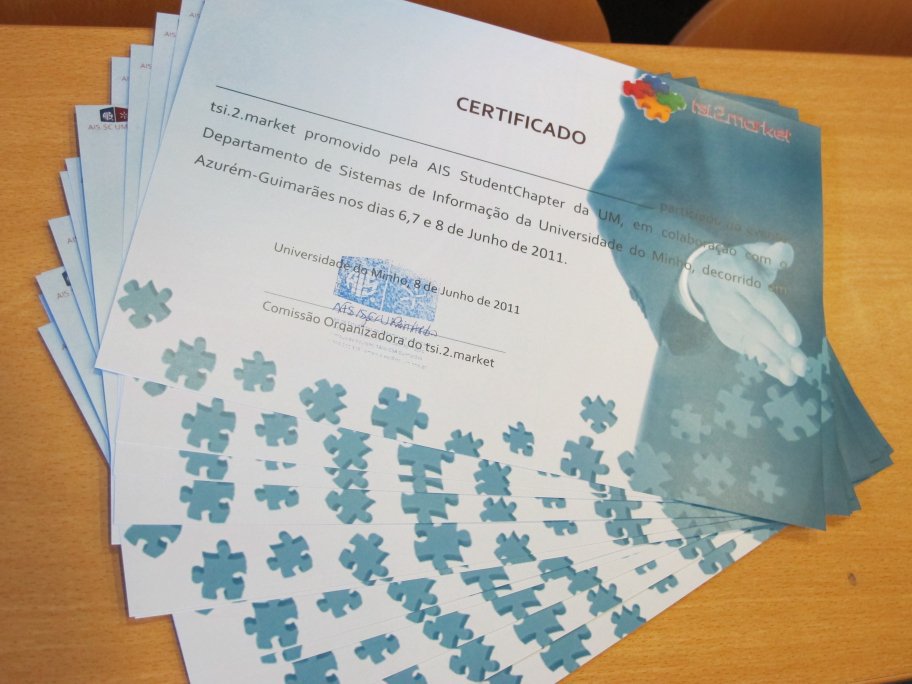 tsi.2.market
CERTIFICADO
participou no evento
tsi.2.market promovido pela AIS StudentChapter da UM, em colaboração com o
Departamento de Sistemas de Informação da Universidade do Minho, decorrido em
Azurém-Guimarães nos dias 6,7 e 8 de Junho de 2011.
Universidade do Minho, 8 de Junho de 2011
Comissão Organizadora do tsi.2.market
AIS.SC.UM